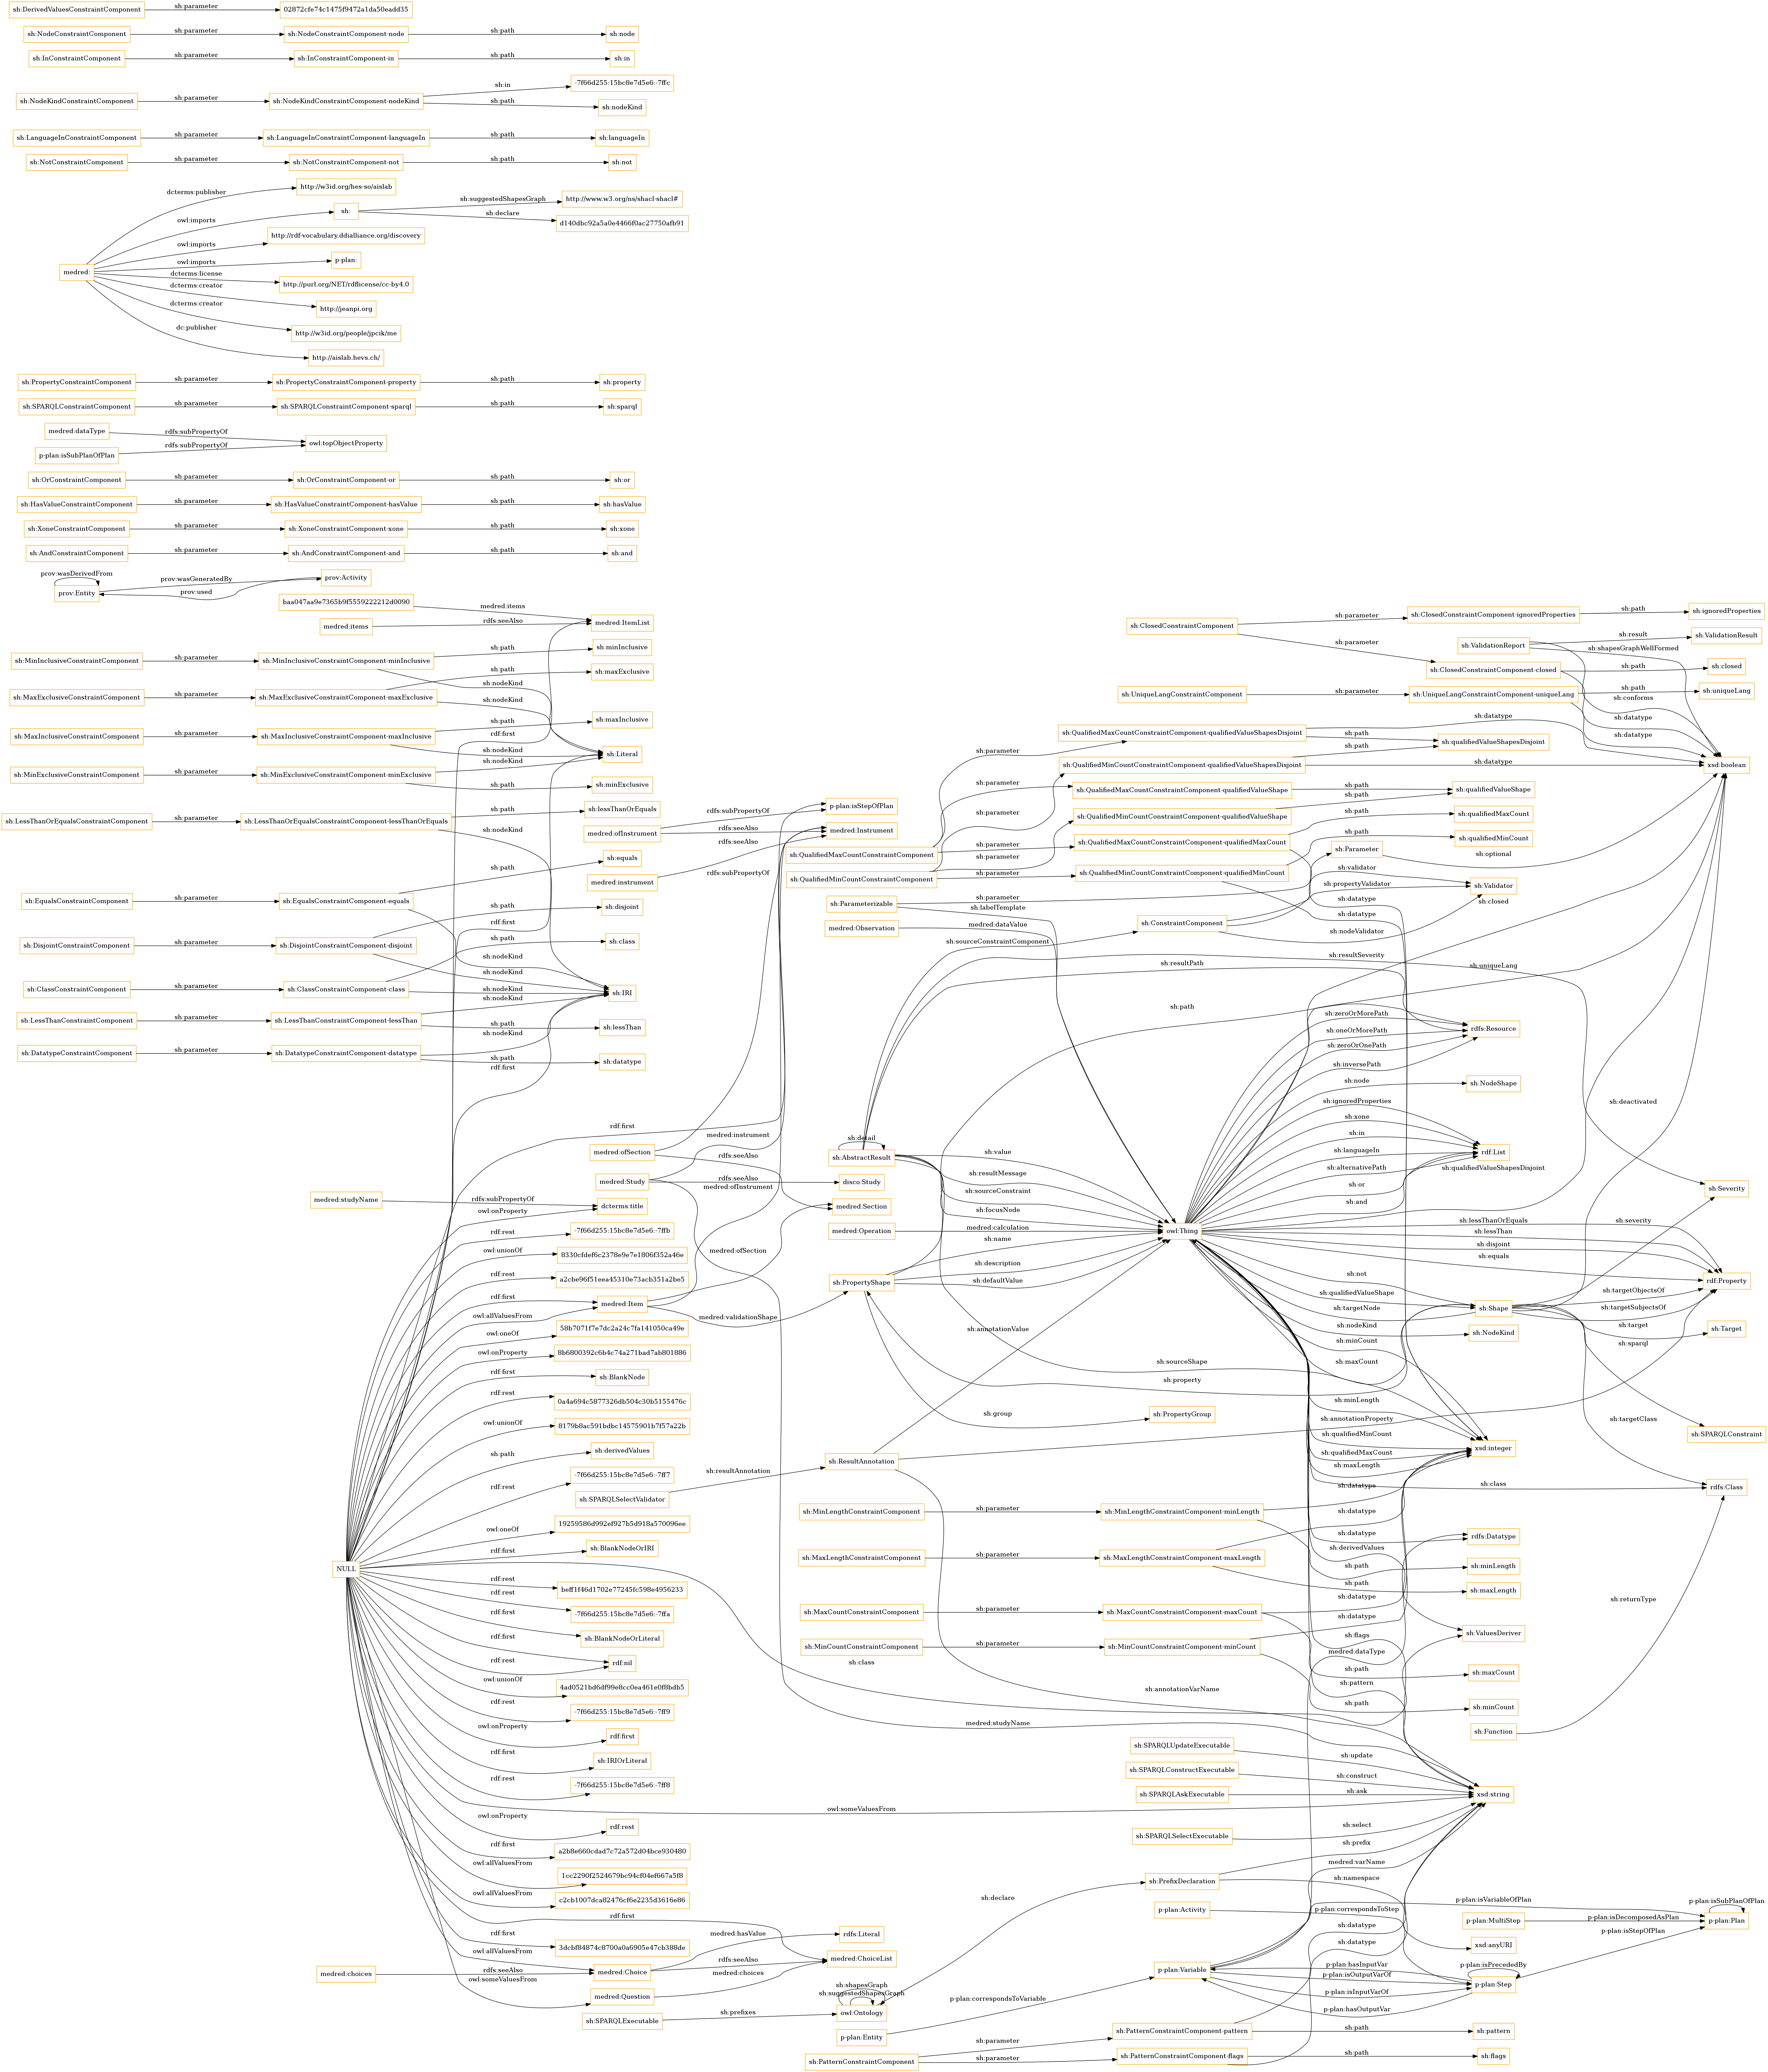 sh:DerivedValuesConstraintComponent sh:parameter 02872cfe74c1475f9472a1da50eadd35
sh:NodeConstraintComponent sh:parameter sh:NodeConstraintComponent-node sh:path sh:node
sh:InConstraintComponent sh:parameter sh:InConstraintComponent-in sh:path sh:in
sh:in -7f66d255:15bc8e7d5e6:-7ffc
sh:NodeKindConstraintComponent sh:parameter sh:NodeKindConstraintComponent-nodeKind sh:path sh:nodeKind
sh:LanguageInConstraintComponent sh:parameter sh:LanguageInConstraintComponent-languageIn sh:path sh:languageIn
sh:NotConstraintComponent sh:parameter sh:NotConstraintComponent-not sh:path sh:not
dcterms:publisher http://w3id.org/hes-so/aislab
sh:suggestedShapesGraph http://www.w3.org/ns/shacl-shacl#
owl:imports sh:
sh:declare d140dbc92a5a0e4466f0ac27750afb91
owl:imports http://rdf-vocabulary.ddialliance.org/discovery
owl:imports p-plan:
medred:
dcterms:license http://purl.org/NET/rdflicense/cc-by4.0
dcterms:creator http://jeanpi.org
dcterms:creator http://w3id.org/people/jpcik/me
dc:publisher http://aislab.hevs.ch/
sh:PropertyConstraintComponent sh:parameter sh:PropertyConstraintComponent-property sh:path sh:property
sh:SPARQLConstraintComponent sh:parameter sh:SPARQLConstraintComponent-sparql sh:path sh:sparql
medred:dataType rdfs:subPropertyOf owl:topObjectProperty
p-plan:isSubPlanOfPlan rdfs:subPropertyOf
sh:OrConstraintComponent sh:parameter sh:OrConstraintComponent-or sh:path sh:or
sh:HasValueConstraintComponent sh:parameter sh:HasValueConstraintComponent-hasValue sh:path sh:hasValue
sh:XoneConstraintComponent sh:parameter sh:XoneConstraintComponent-xone sh:path sh:xone
sh:AndConstraintComponent sh:parameter sh:AndConstraintComponent-and sh:path sh:and
prov:wasDerivedFrom prov:Entity prov:wasGeneratedBy prov:Activity
prov:used
baa047aa9e7365b9f5559222212d0090 medred:items medred:ItemList
medred:items rdfs:seeAlso
sh:MinInclusiveConstraintComponent sh:parameter sh:MinInclusiveConstraintComponent-minInclusive sh:path sh:minInclusive
sh:nodeKind
sh:MaxExclusiveConstraintComponent sh:parameter sh:MaxExclusiveConstraintComponent-maxExclusive sh:path sh:maxExclusive
sh:nodeKind
sh:MaxInclusiveConstraintComponent sh:parameter sh:MaxInclusiveConstraintComponent-maxInclusive sh:path sh:maxInclusive
rdf:first
sh:nodeKind sh:Literal
sh:MinExclusiveConstraintComponent sh:parameter sh:MinExclusiveConstraintComponent-minExclusive sh:nodeKind
sh:path sh:minExclusive
sh:LessThanOrEqualsConstraintComponent sh:parameter sh:LessThanOrEqualsConstraintComponent-lessThanOrEquals sh:path sh:lessThanOrEquals
sh:nodeKind
sh:EqualsConstraintComponent sh:parameter sh:EqualsConstraintComponent-equals sh:path sh:equals
rdf:first
sh:DisjointConstraintComponent sh:parameter sh:DisjointConstraintComponent-disjoint sh:path sh:disjoint
sh:nodeKind
sh:nodeKind
sh:ClassConstraintComponent sh:parameter sh:ClassConstraintComponent-class sh:path sh:class
sh:nodeKind sh:IRI
sh:LessThanConstraintComponent sh:parameter sh:LessThanConstraintComponent-lessThan sh:nodeKind
sh:path sh:lessThan
sh:DatatypeConstraintComponent sh:parameter sh:DatatypeConstraintComponent-datatype sh:nodeKind
sh:path sh:datatype
rdf:first
rdf:first
medred:ofInstrument rdfs:subPropertyOf p-plan:isStepOfPlan
rdfs:seeAlso medred:Instrument
medred:instrument rdfs:seeAlso
rdfs:subPropertyOf
medred:ofSection rdfs:seeAlso medred:Section
medred:instrument
medred:Study rdfs:seeAlso disco:Study
medred:ofInstrument
medred:ofSection
medred:studyName rdfs:subPropertyOf dcterms:title
owl:onProperty
NULL
rdf:rest -7f66d255:15bc8e7d5e6:-7ffb
owl:unionOf 8330cfdef6c2378e9e7e1806f352a46e
rdf:rest a2cbe96f51eea45310e73acb351a2be5
rdf:first medred:Item
owl:allValuesFrom
medred:validationShape
owl:oneOf 58b7071f7e7dc2a24c7fa141050ca49e
owl:onProperty 8b6800392c6b4c74a271bad7ab801886
rdf:first sh:BlankNode
rdf:rest 0a4a694c5877326db504c30b5155476c
owl:unionOf 8179b8ac591bdbc14575901b7f57a22b
sh:path sh:derivedValues
rdf:rest -7f66d255:15bc8e7d5e6:-7ff7
sh:SPARQLSelectValidator sh:resultAnnotation sh:ResultAnnotation
owl:oneOf 19259586d992ef927b5d918a570096ee
rdf:first sh:BlankNodeOrIRI
rdf:rest beff1f46d1702e77245fc598e4956233
rdf:rest -7f66d255:15bc8e7d5e6:-7ffa
rdf:first sh:BlankNodeOrLiteral
rdf:first rdf:nil
rdf:rest
owl:unionOf 4ad0521bd6df99e8cc0ea461e0f8bdb5
rdf:rest -7f66d255:15bc8e7d5e6:-7ff9
owl:onProperty rdf:first
rdf:first sh:IRIOrLiteral
rdf:rest -7f66d255:15bc8e7d5e6:-7ff8
sh:class
medred:studyName
owl:someValuesFrom
owl:onProperty rdf:rest
rdf:first a2b8e660cdad7c72a572d04bce930480
owl:allValuesFrom 1cc2290f2524679bc94cf04ef667a5f8
owl:allValuesFrom c2cb1007dca82476cf6e2235d3616e86
rdf:first
rdf:first 3dcbf84874c8700a0a6905e47cb388de
owl:allValuesFrom medred:Choice medred:hasValue rdfs:Literal
medred:choices rdfs:seeAlso
rdfs:seeAlso medred:ChoiceList
owl:someValuesFrom medred:Question medred:choices
sh:SPARQLExecutable sh:prefixes owl:Ontology
sh:shapesGraph
sh:suggestedShapesGraph
sh:declare
p-plan:Entity p-plan:correspondsToVariable
sh:PatternConstraintComponent sh:parameter sh:PatternConstraintComponent-pattern sh:path sh:pattern
sh:parameter sh:PatternConstraintComponent-flags sh:path sh:flags
sh:ClosedConstraintComponent sh:parameter sh:ClosedConstraintComponent-ignoredProperties sh:path sh:ignoredProperties
sh:parameter sh:ClosedConstraintComponent-closed sh:path sh:closed
sh:ValidationReport sh:result sh:ValidationResult
sh:shapesGraphWellFormed
sh:conforms
sh:UniqueLangConstraintComponent sh:parameter sh:UniqueLangConstraintComponent-uniqueLang sh:path sh:uniqueLang
sh:datatype
sh:datatype
sh:QualifiedMaxCountConstraintComponent-qualifiedValueShapesDisjoint sh:datatype
sh:path sh:qualifiedValueShapesDisjoint
sh:parameter sh:QualifiedMinCountConstraintComponent-qualifiedValueShapesDisjoint sh:path
sh:datatype xsd:boolean
sh:parameter sh:QualifiedMaxCountConstraintComponent-qualifiedValueShape sh:path sh:qualifiedValueShape
sh:parameter sh:QualifiedMinCountConstraintComponent-qualifiedValueShape sh:path
sh:QualifiedMaxCountConstraintComponent sh:parameter sh:QualifiedMaxCountConstraintComponent-qualifiedMaxCount sh:path sh:qualifiedMaxCount
sh:parameter
sh:QualifiedMinCountConstraintComponent sh:parameter sh:QualifiedMinCountConstraintComponent-qualifiedMinCount sh:path sh:qualifiedMinCount
sh:Parameter sh:optional
sh:Parameterizable sh:parameter
sh:labelTemplate
sh:validator sh:Validator
sh:propertyValidator
sh:datatype
sh:datatype
sh:closed
medred:Observation medred:dataValue
sh:ConstraintComponent sh:nodeValidator
sh:sourceConstraintComponent
sh:resultSeverity
sh:resultPath
sh:uniqueLang
sh:path
sh:zeroOrMorePath rdfs:Resource
sh:oneOrMorePath
sh:zeroOrOnePath
sh:inversePath
sh:node sh:NodeShape
sh:deactivated
sh:ignoredProperties
sh:xone
sh:detail
sh:AbstractResult sh:value
sh:in rdf:List
sh:languageIn
sh:resultMessage
sh:alternativePath sh:qualifiedValueShapesDisjoint
sh:or
sh:and
sh:Severity
sh:sourceConstraint
sh:focusNode
medred:Operation medred:calculation owl:Thing
sh:lessThanOrEquals sh:severity
sh:lessThan
sh:disjoint
sh:equals rdf:Property
sh:name
sh:description
sh:PropertyShape sh:defaultValue
sh:not
sh:qualifiedValueShape
sh:targetNode sh:Shape
sh:targetObjectsOf
sh:targetSubjectsOf
sh:target sh:Target
sh:nodeKind sh:NodeKind
sh:sparql
sh:minCount
sh:annotationValue
sh:sourceShape
sh:maxCount
sh:property
sh:minLength
sh:group sh:PropertyGroup
sh:annotationProperty
sh:targetClass
sh:SPARQLConstraint
sh:qualifiedMinCount
sh:qualifiedMaxCount xsd:integer
sh:maxLength
sh:class rdfs:Class
sh:datatype
sh:MinLengthConstraintComponent sh:parameter sh:MinLengthConstraintComponent-minLength
sh:datatype
sh:datatype rdfs:Datatype
sh:derivedValues
sh:MaxLengthConstraintComponent sh:parameter sh:MaxLengthConstraintComponent-maxLength
sh:path sh:minLength
sh:path sh:maxLength
sh:datatype
sh:returnType
sh:MaxCountConstraintComponent sh:parameter sh:MaxCountConstraintComponent-maxCount
sh:datatype
sh:MinCountConstraintComponent sh:parameter sh:MinCountConstraintComponent-minCount
sh:flags sh:ValuesDeriver
medred:dataType
sh:path sh:maxCount
sh:pattern
sh:annotationVarName
sh:path sh:minCount
sh:Function
sh:SPARQLUpdateExecutable sh:update
sh:SPARQLConstructExecutable sh:construct
sh:SPARQLAskExecutable sh:ask xsd:string
sh:SPARQLSelectExecutable sh:select
sh:prefix
medred:varName
sh:PrefixDeclaration sh:namespace
p-plan:isVariableOfPlan
p-plan:isSubPlanOfPlan
p-plan:Activity p-plan:correspondsToStep
p-plan:MultiStep p-plan:isDecomposedAsPlan p-plan:Plan
sh:datatype
p-plan:isStepOfPlan
sh:datatype xsd:anyURI
p-plan:Variable p-plan:hasInputVar
p-plan:isPrecededBy
p-plan:isOutputVarOf p-plan:Step
p-plan:isInputVarOf
p-plan:hasOutputVar